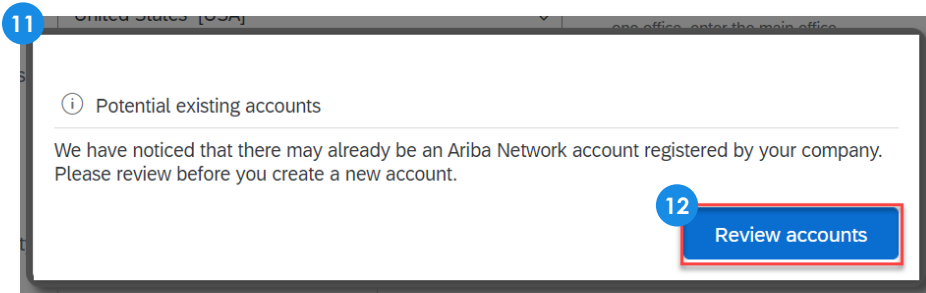 11
United States [USA]
one office, enter the main office
s
Potential existing accounts
We have noticed that there may already be an Ariba Network account registered by your company.
Please review before you create a new account.
12
Review accounts
t